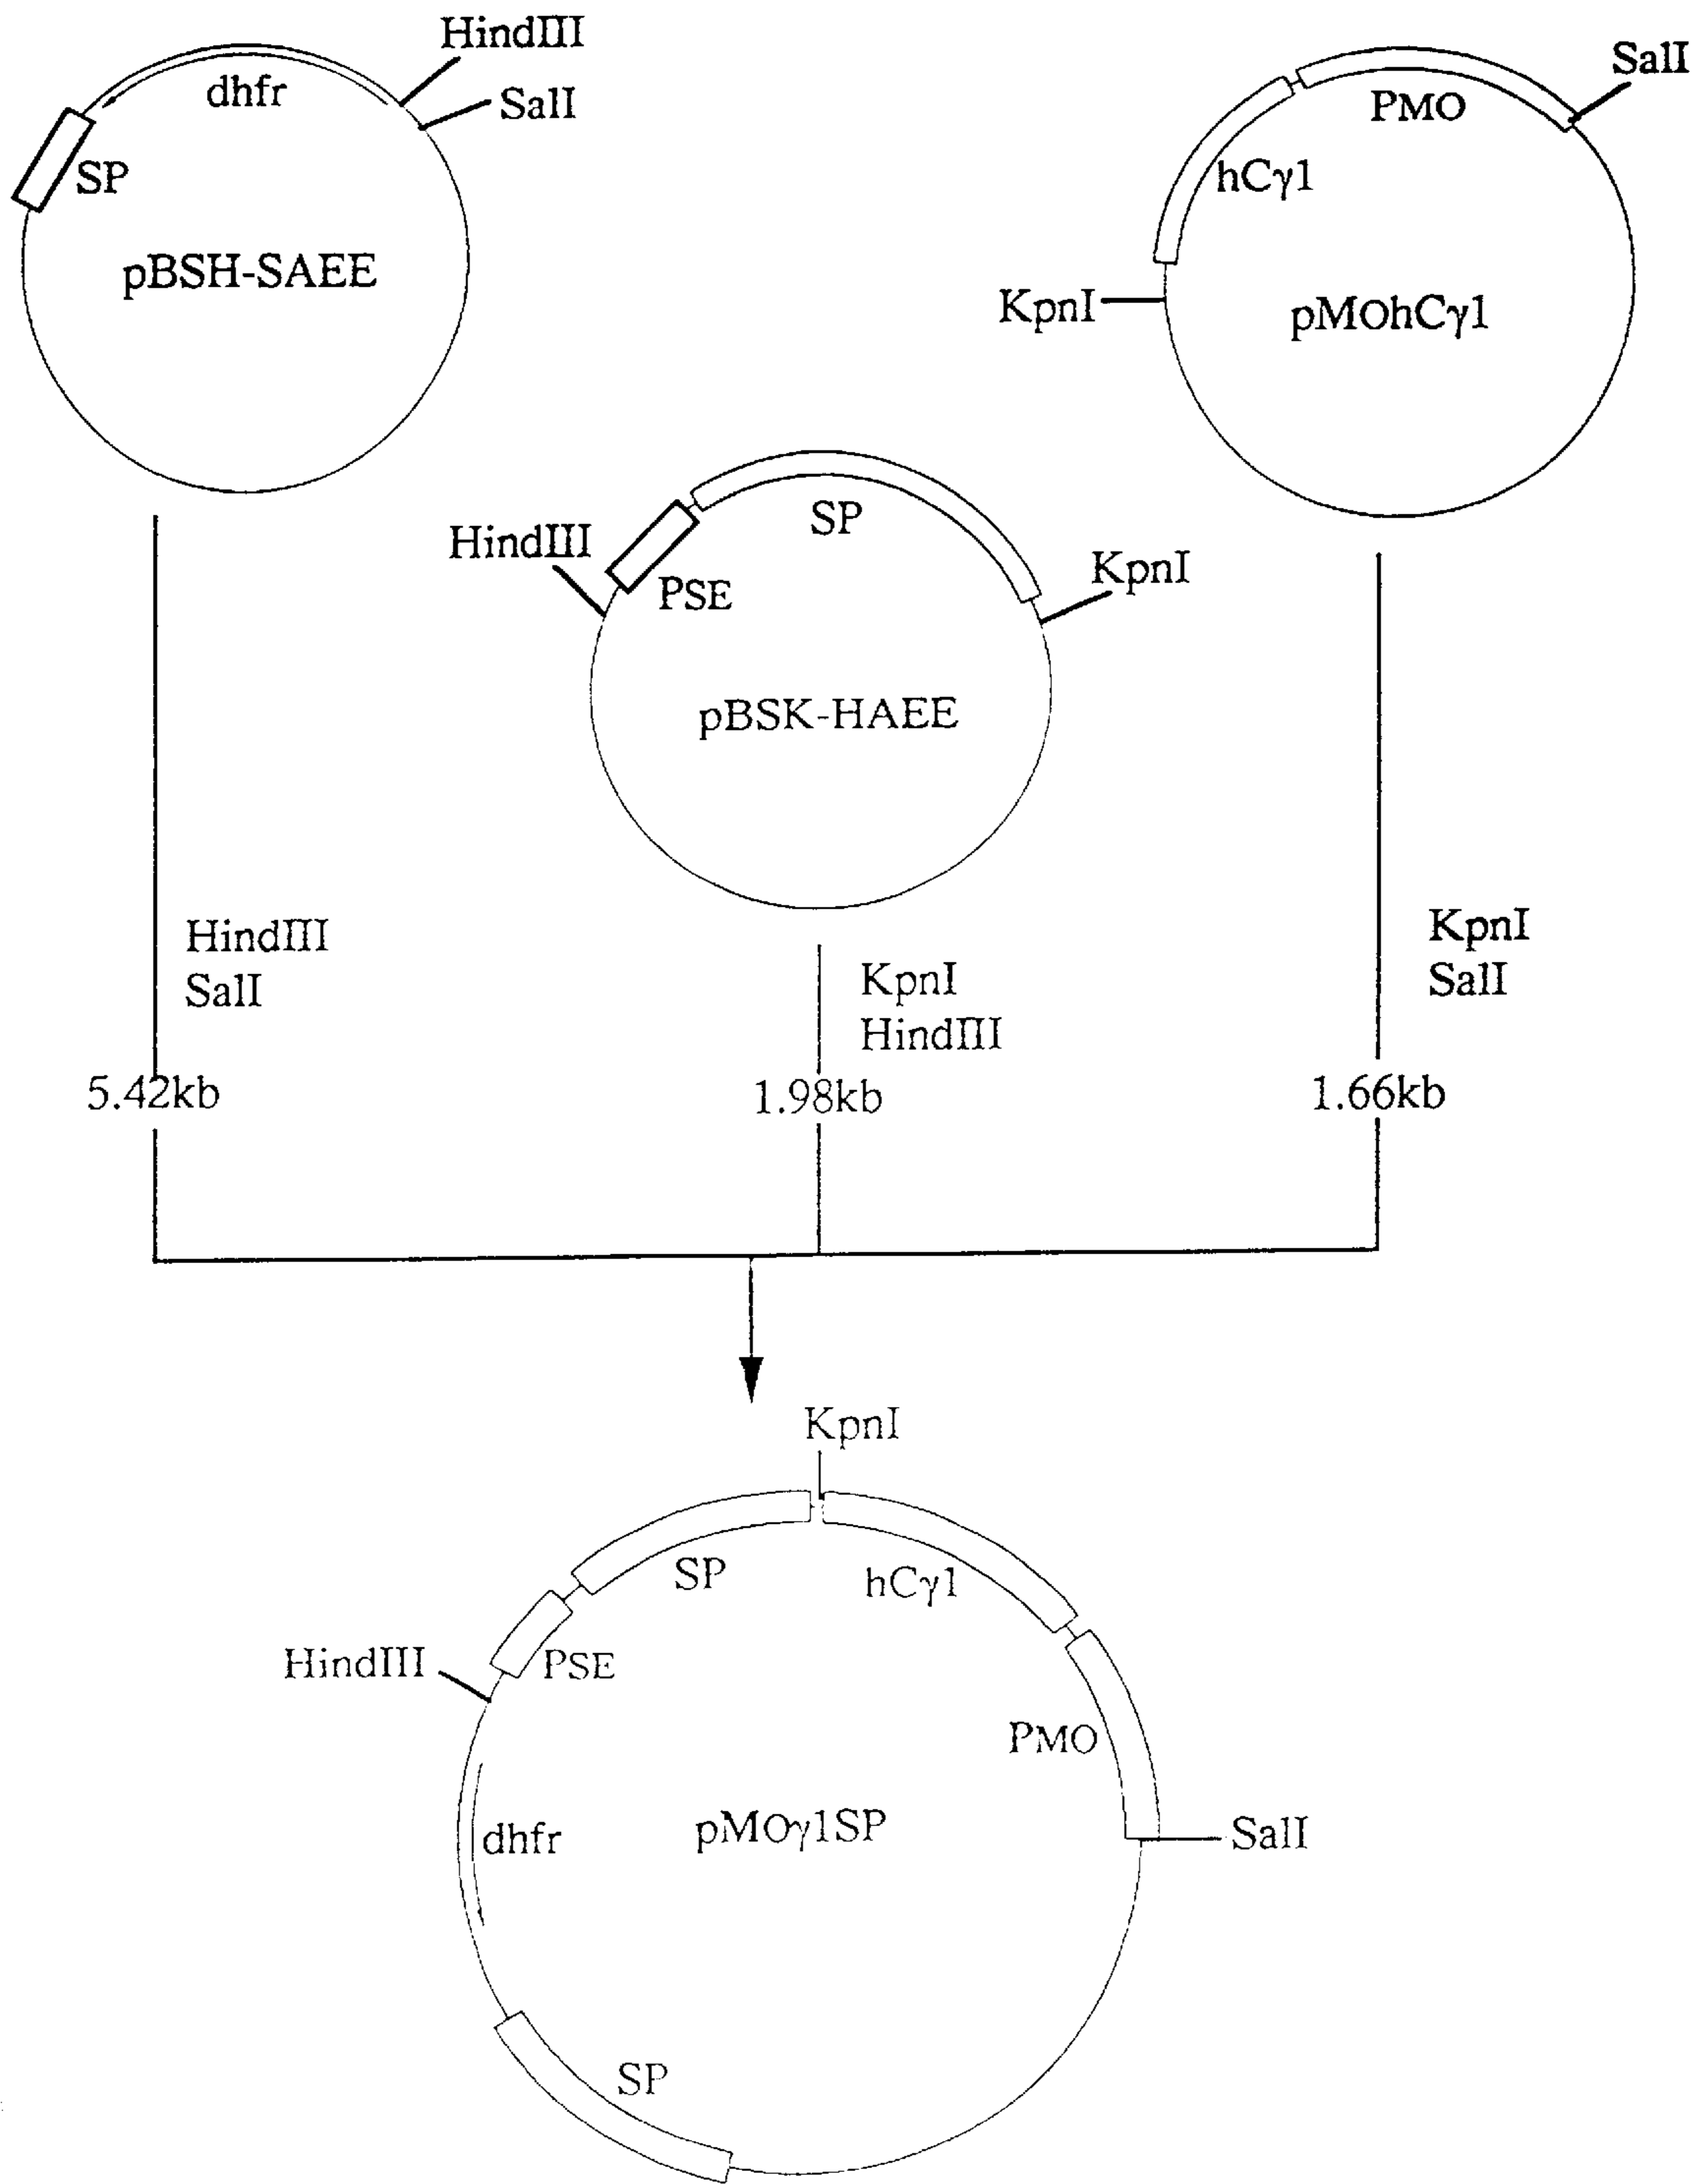 HindIII
dhfr
SalI
SP
pBSH-SAEE
SalI
PMO
hCγ1
KpnI
pMOhCγ1
HindIII
SP
KpnI
PSE
pBSK-HAEE
HindIII
SalI
KpnI
HindIII
KpnI
SalI
5.42kb
1.98kb
1.66kb
KpnI
SP
hCγ1
HindIII
PSE
PMO
dhfr
pMOγ1SP
SalI
SP